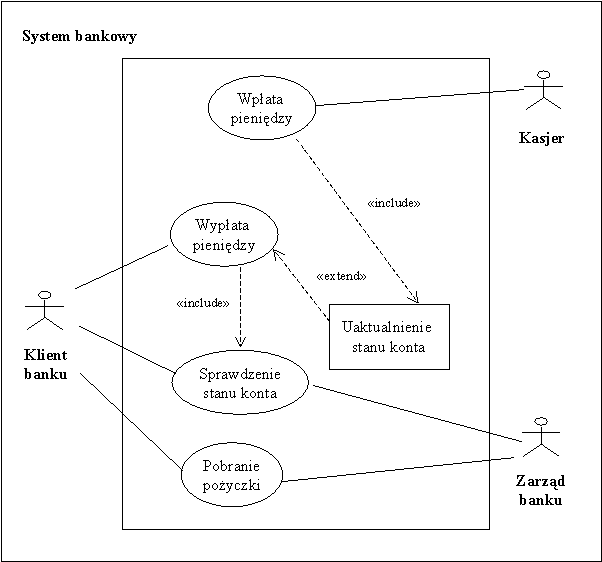 System bankowy
Wpłata
pieniędzy
Kasjer
«include»
Wypłata
pieniędzy
«extend»
«include»
Uaktualnienie
stanu konta
Klient
banku
Sprawdzenie
stanu konta
Pobranie
pożyczki
Zarząd
banku